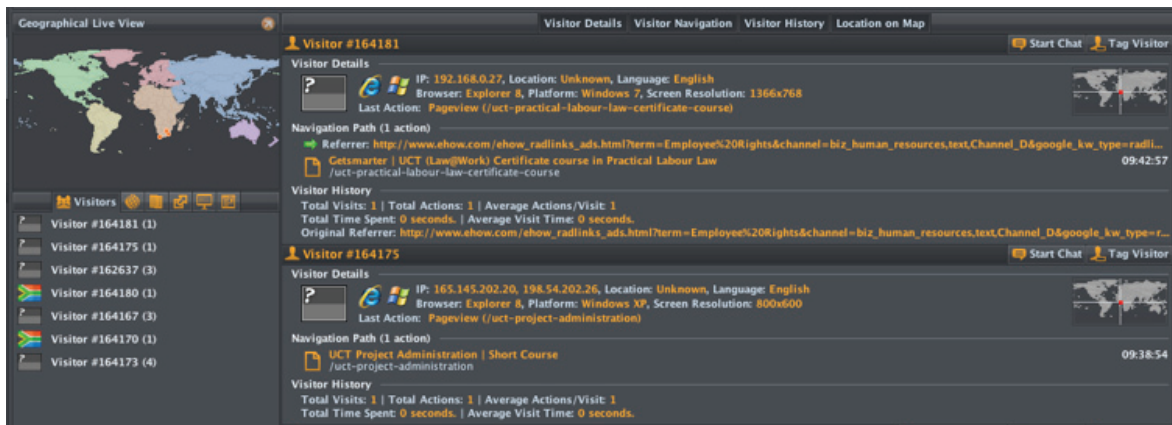 Geographical Live View
Visitors
Visitor #164181 (1)
Visitor #164175 (1)
Visitor #162637 (3)
Visitor #164180 (1)
Visitor #164167 (3)
Visitor #164170 (1)
Visitor #164173 (4)
Visitor Details Visitor Navigation Visitor History Location on Map
Visitor #164181 Start Chat Tag Visitor
Visitor Details
? IP: 192.168.0.27, Location: Unknown, Language: English
Browser: Explorer 8, Platform: Windows 7, Screen Resolution: 1366x768
Last Action: Pageview (/uct-practical-labour-law-certificate-course)
Navigation Path (1 action)
Referrer: http://www.ehow.com/ehow_radlinks_ads.html?term=Employee%20Rights&channel=biz_human_resources,text,Channel_D&google_kw_type=radli...
Getsmarter | UCT (Law@Work) Certificate course in Practical Labour Law 09:42:57
/uct-practical-labour-law-certificate-course
Visitor History
Total Visits: 1 | Total Actions: 1 | Average Actions/Visit: 1
Total Time Spent: 0 seconds. | Average Visit Time: 0 seconds.
Original Referrer: http://www.ehow.com/ehow_radlinks_ads.html?term=Employee%20Rights&channel=biz_human_resources,text,Channel_D&google_kw_type=r...
Visitor #164175 Start Chat Tag Visitor
Visitor Details
? IP: 165.145.202.20, 198.54.202.26, Location: Unknown, Language: English
Browser: Explorer 8, Platform: Windows XP, Screen Resolution: 800x600
Last Action: Pageview (/uct-project-administration)
Navigation Path (1 action)
UCT Project Administration | Short Course 09:38:54
/uct-project-administration
Visitor History
Total Visits: 1 | Total Actions: 1 | Average Actions/Visit: 1
Total Time Spent: 0 seconds. | Average Visit Time: 0 seconds.